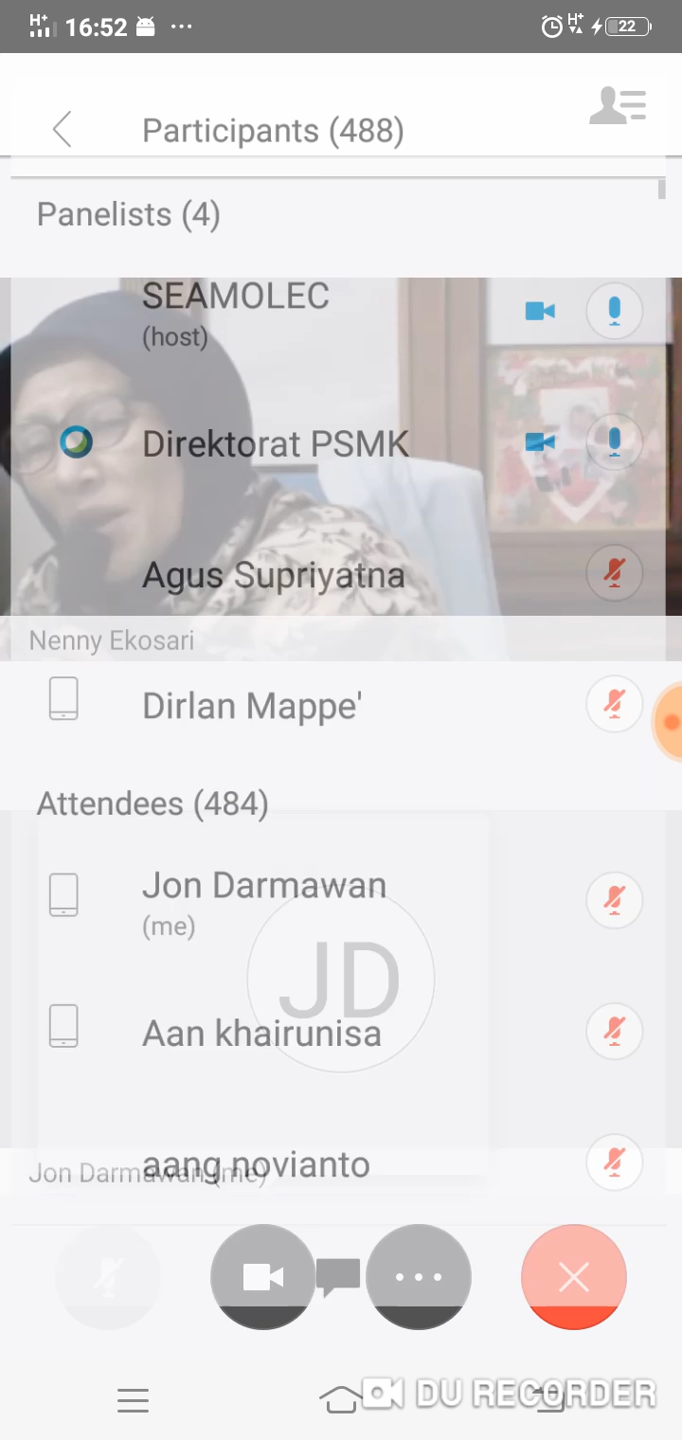 H+ 16:52 ... H+ 22
Participants (488)
Panelists (4)
SEAMOLEC
(host)
Direktorat PSMK
Agus Supriyatna
Nenny Ekosari
Dirlan Mappe'
Attendees (484)
Jon Darmawan
(me)
JD
Aan khairunisa
aang novianto
Jon Darmawan (me)
DU RECORDER